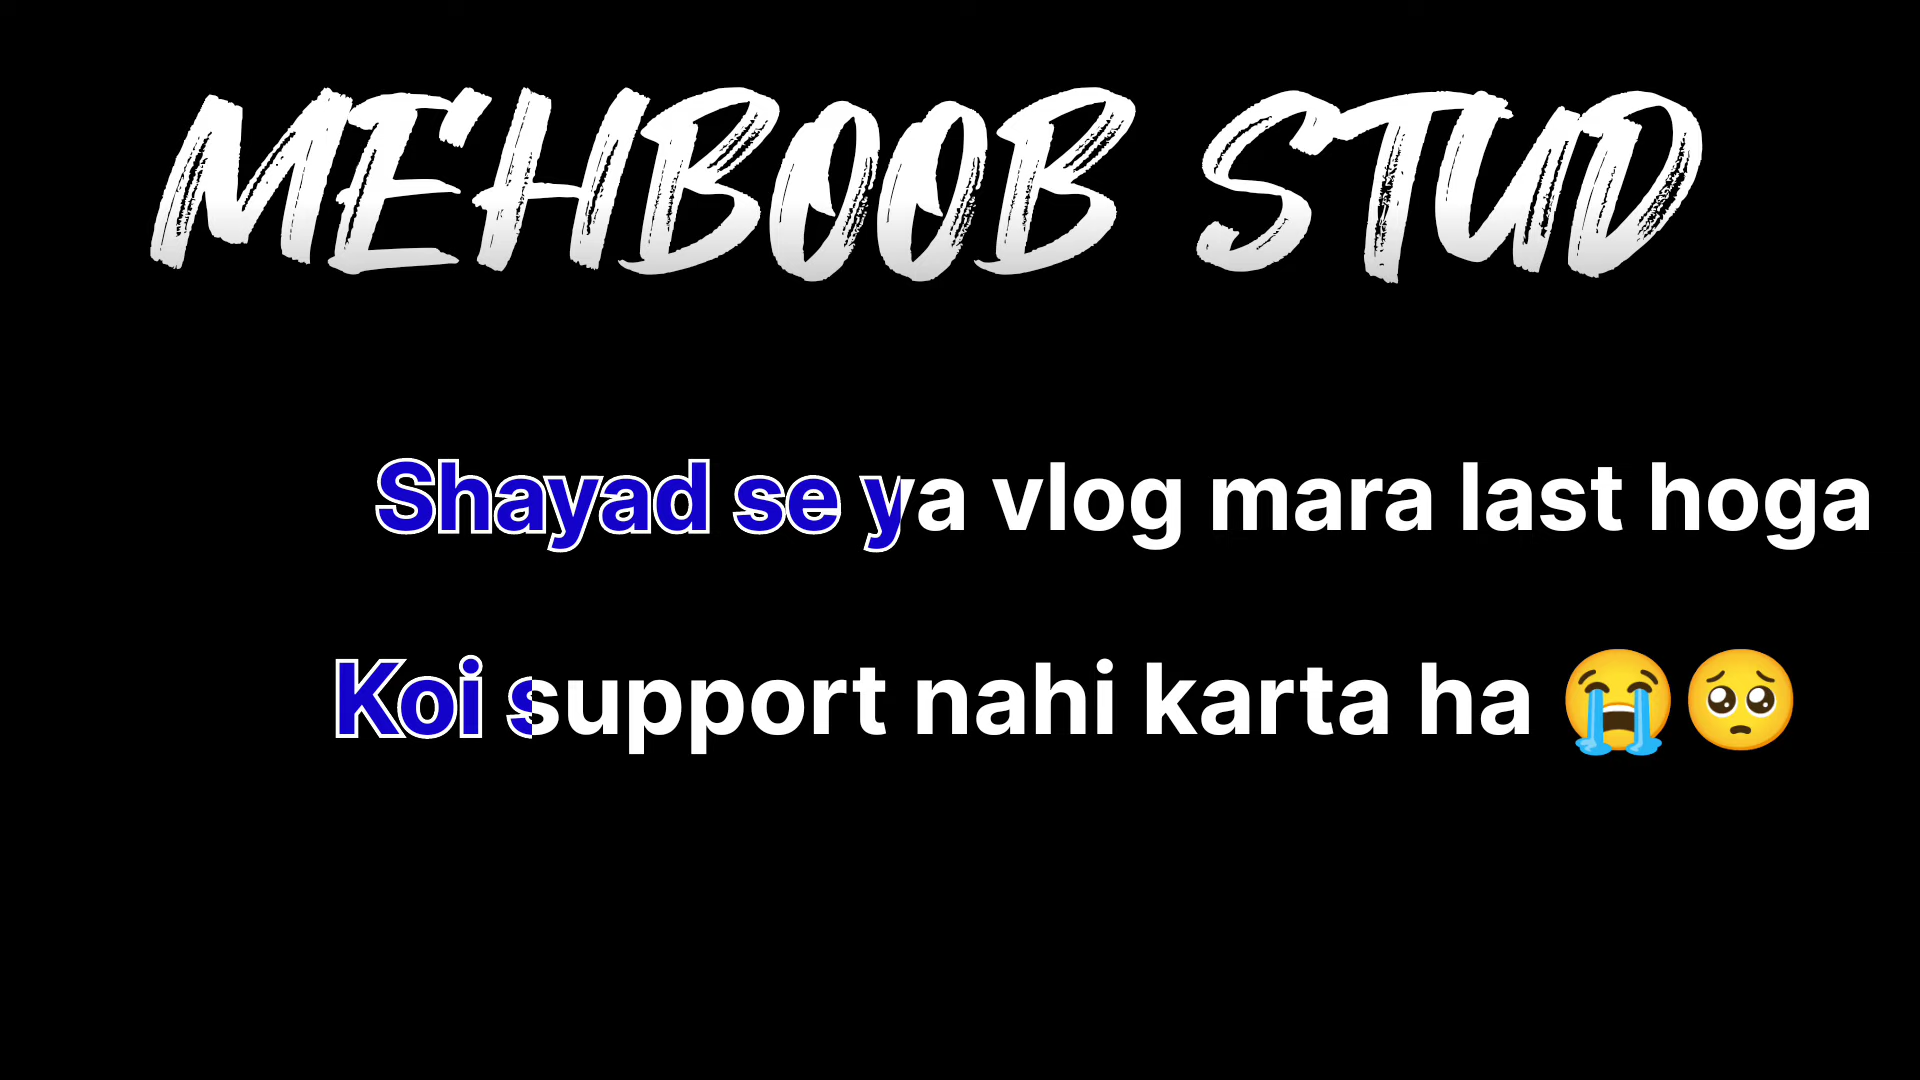 MEHBOOB STUD
Shayad se ya vlog mara last hoga
Koi support nahi karta ha 😭🥺